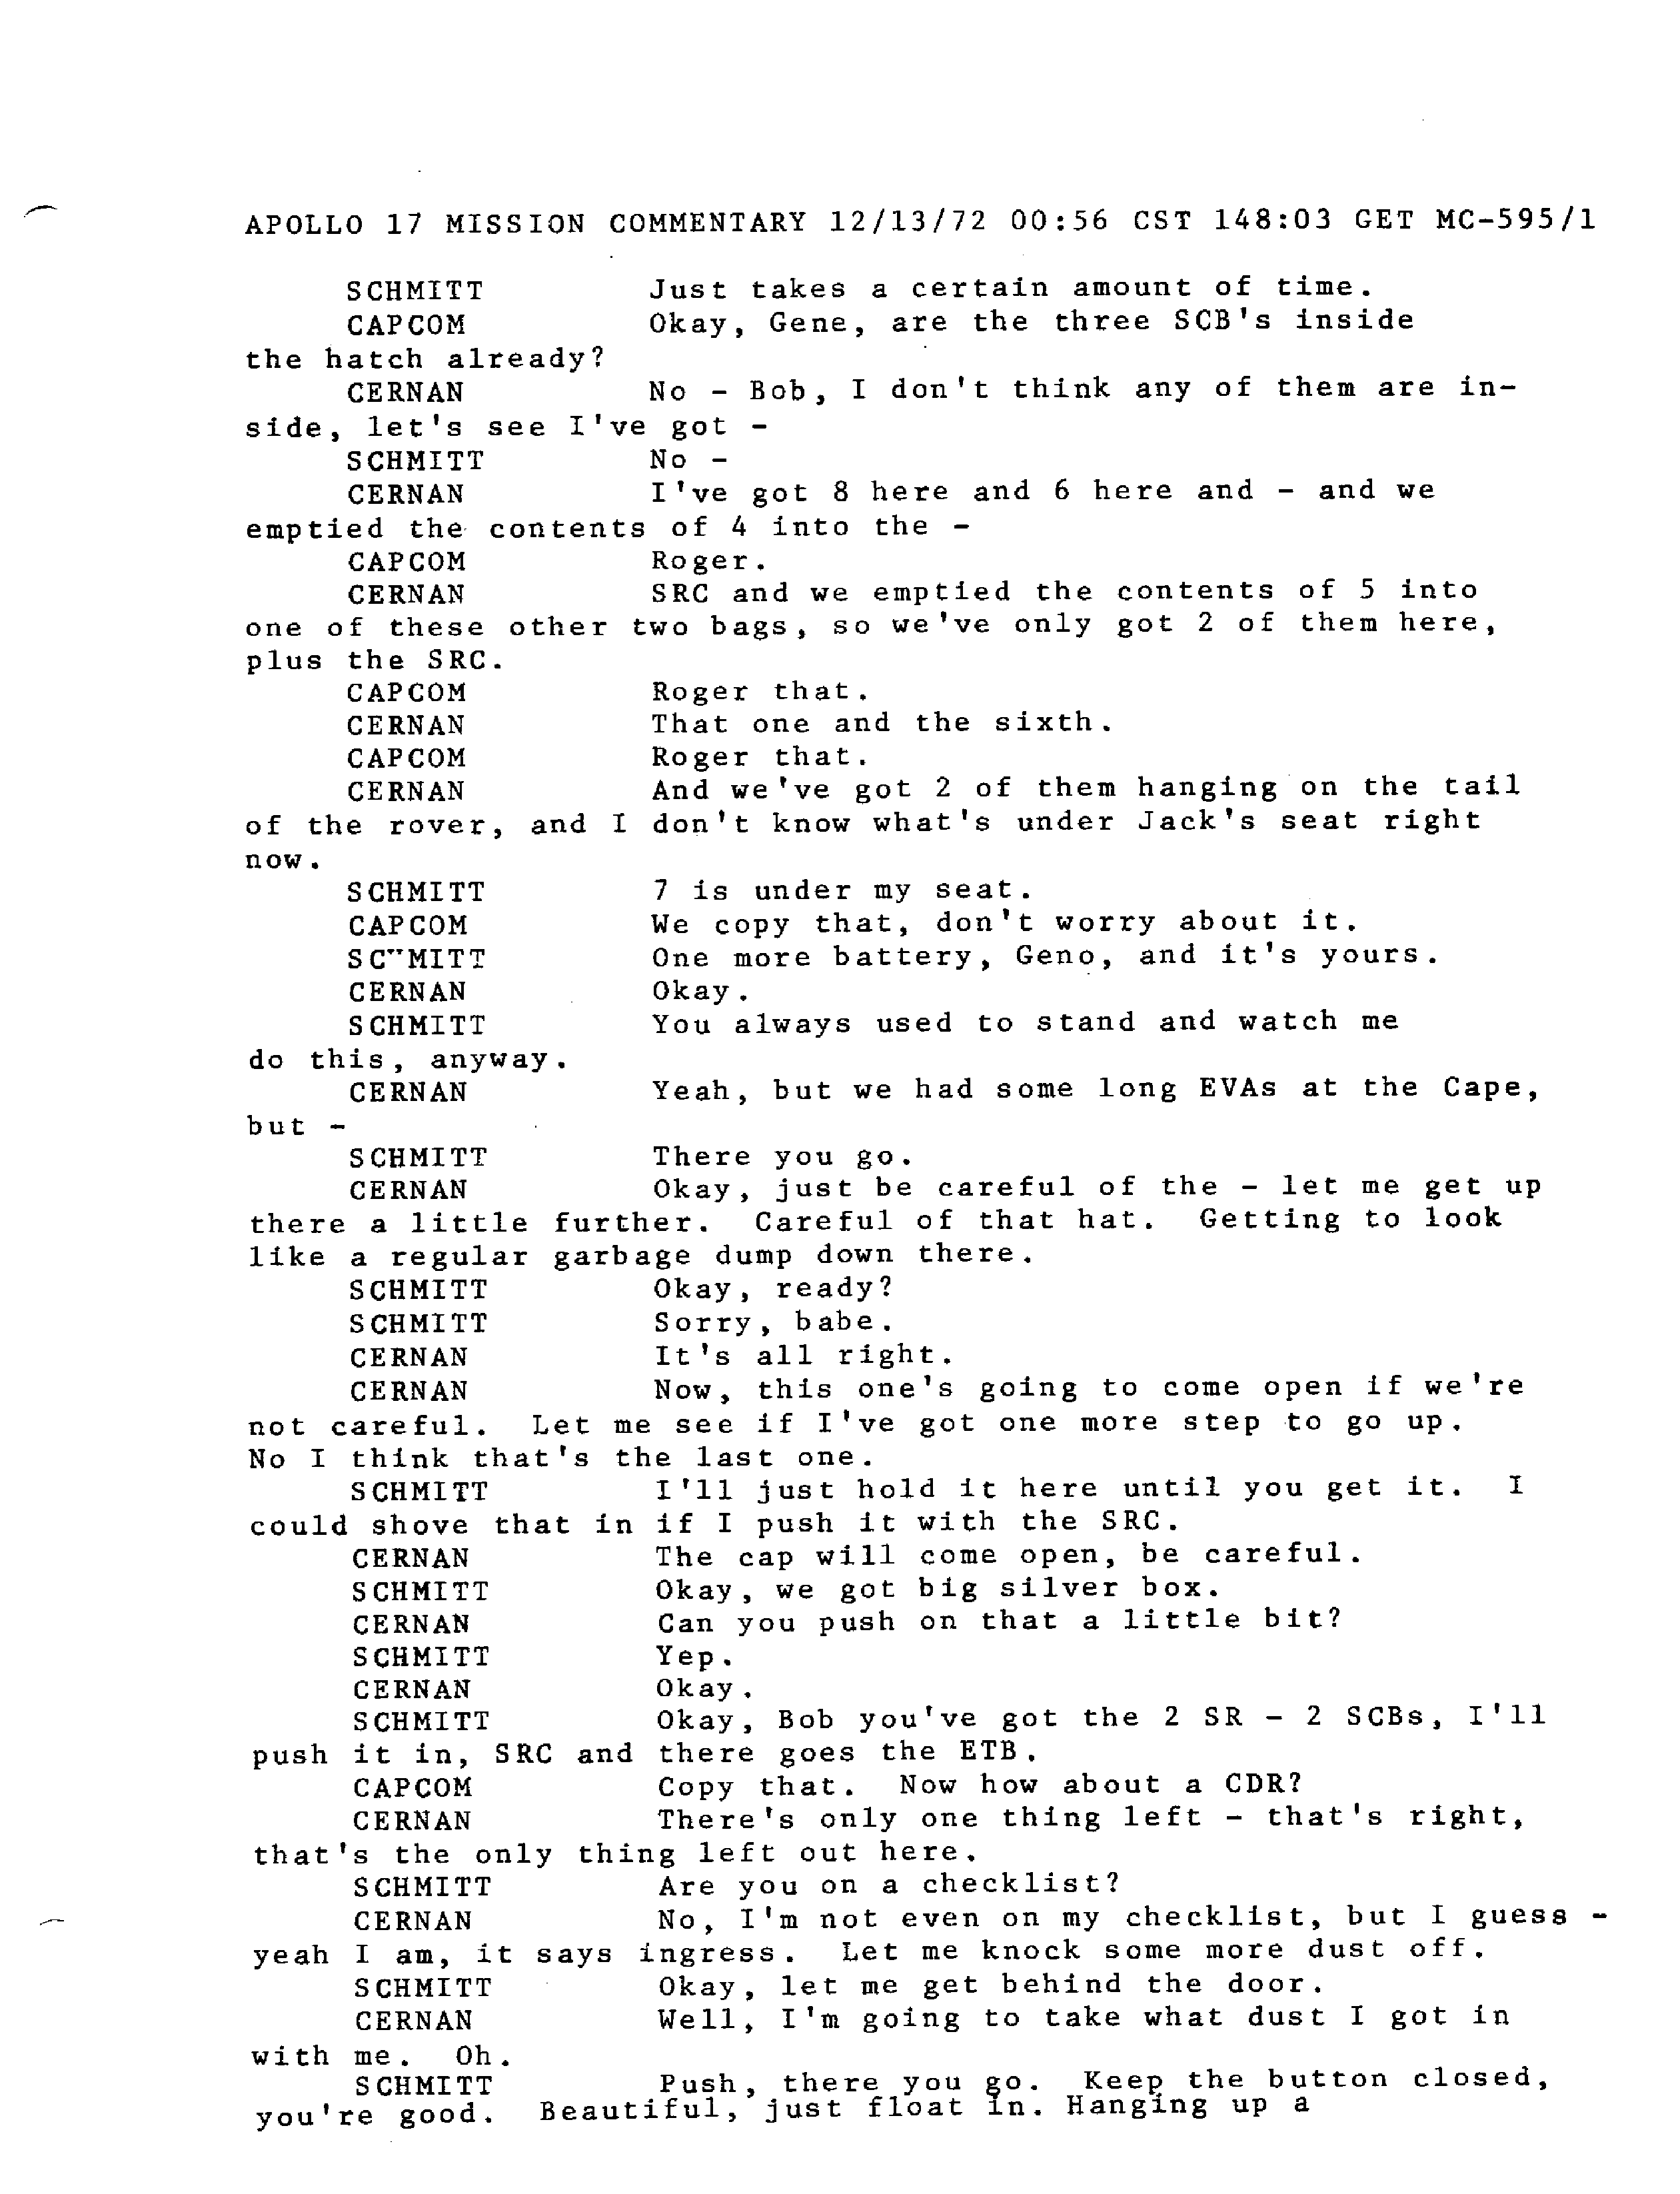 APOLLO 17 MISSION COMMENTARY 12/13/72 00:56 CST 148:03 GET MC-595/1
SCHMITT Just takes a certain amount of time.
CAPCOM Okay, Gene, are the three SCB's inside
the hatch already?
CERNAN No - Bob, I don't think any of them are in-
side, let's see I've got -
SCHMITT No -
CERNAN I've got 8 here and 6 here and - and we
emptied the contents of 4 into the -
CAPCOM Roger.
CERNAN SRC and we emptied the contents of 5 into
one of these other two bags, so we've only got 2 of them here,
plus the SRC.
CAPCOM Roger that.
CERNAN That one and the sixth.
CAPCOM Roger that.
CERNAN And we've got 2 of them hanging on the tail
of the rover, and I don't know what's under Jack's seat right
now.
SCHMITT 7 is under my seat.
CAPCOM We copy that, don't worry about it.
SC"MITT One more battery, Geno, and it's yours.
CERNAN Okay.
SCHMITT You always used to stand and watch me
do this, anyway.
CERNAN Yeah, but we had some long EVAs at the Cape,
but -
SCHMITT There you go.
CERNAN Okay, just be careful of the - let me get up
there a little further. Careful of that hat. Getting to look
like a regular garbage dump down there.
SCHMITT Okay, ready?
SCHMITT Sorry, babe.
CERNAN It's all right.
CERNAN Now, this one's going to come open if we're
not careful. Let me see if I've got one more step to go up.
No I think that's the last one.
SCHMITT I'll just hold it here until you get it. I
could shove that in if I push it with the SRC.
CERNAN The cap will come open, be careful.
SCHMITT Okay, we got big silver box.
CERNAN Can you push on that a little bit?
SCHMITT Yep.
CERNAN Okay.
SCHMITT Okay, Bob you've got the 2 SR - 2 SCBs, I'll
push it in, SRC and there goes the ETB.
CAPCOM Copy that. Now how about a CDR?
CERNAN There's only one thing left - that's right,
that's the only thing left out here.
SCHMITT Are you on a checklist?
CERNAN No, I'm not even on my checklist, but I guess -
yeah I am, it says ingress. Let me knock some more dust off.
SCHMITT Okay, let me get behind the door.
CERNAN Well, I'm going to take what dust I got in
with me. Oh.
SCHMITT Push, there you go. Keep the button closed,
you're good. Beautiful, just float in. Hanging up a